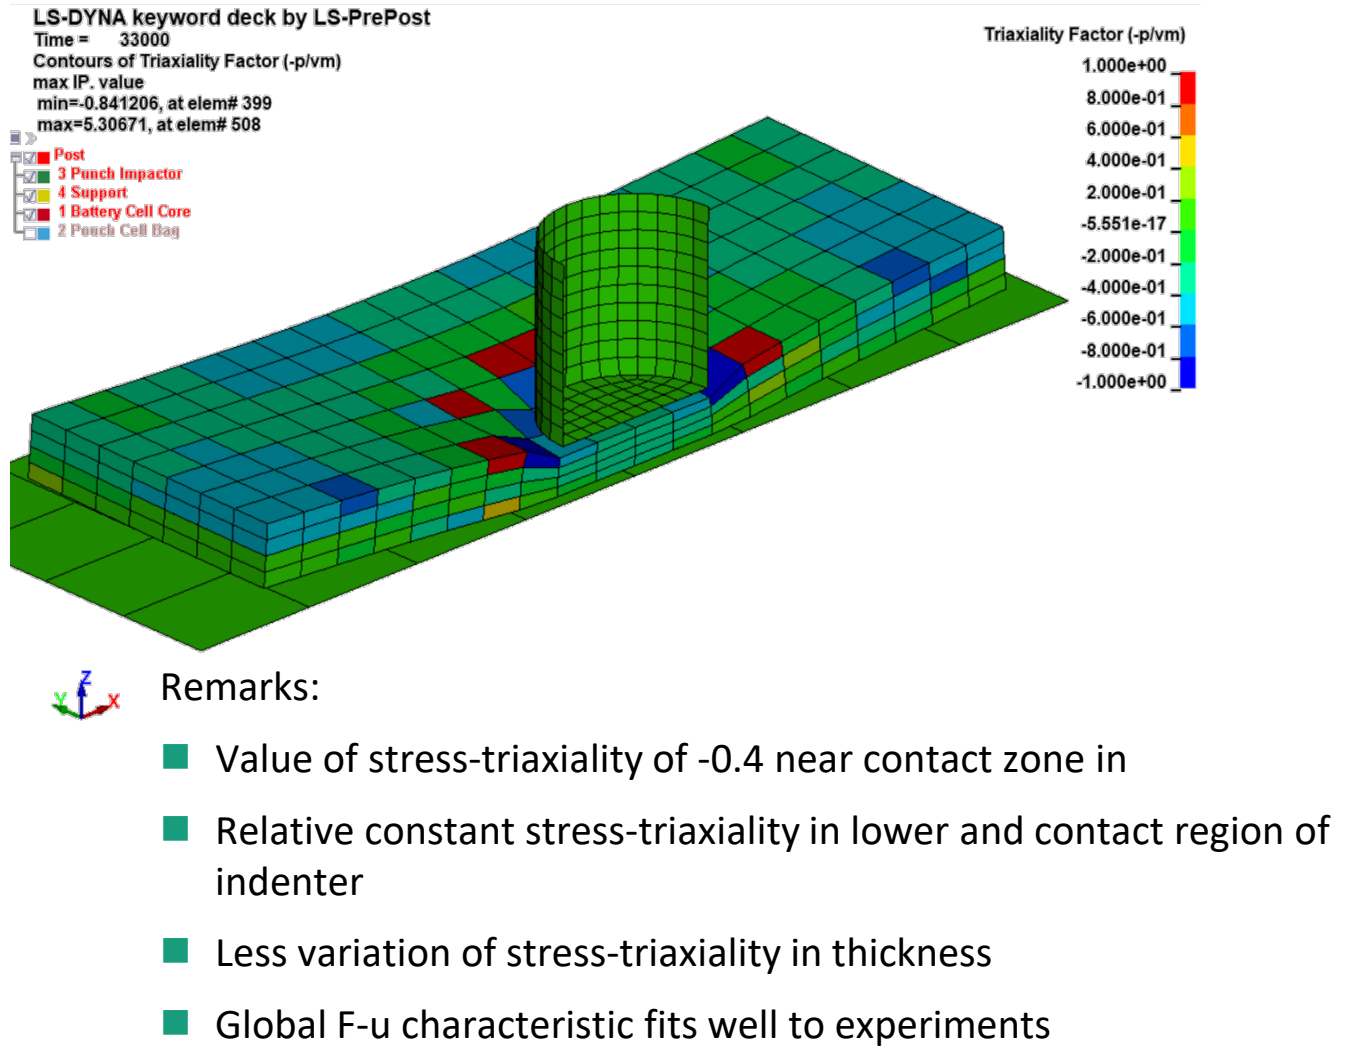 LS-DYNA keyword deck by LS-PrePost
Time = 33000
Contours of Triaxiality Factor (-p/vm)
max IP. value
min=-0.841206, at elem# 399
max=5.30671, at elem# 508
Post
3 Punch Impactor
4 Support
1 Battery Cell Core
2 Pouch Cell Bag
Triaxiality Factor (-p/vm)
1.000e+00
8.000e-01
6.000e-01
4.000e-01
2.000e-01
-5.551e-17
-2.000e-01
-4.000e-01
-6.000e-01
-8.000e-01
-1.000e+00
Z
Y
X
Remarks:
Value of stress-triaxiality of -0.4 near contact zone in
Relative constant stress-triaxiality in lower and contact region of
indenter
Less variation of stress-triaxiality in thickness
Global F-u characteristic fits well to experiments